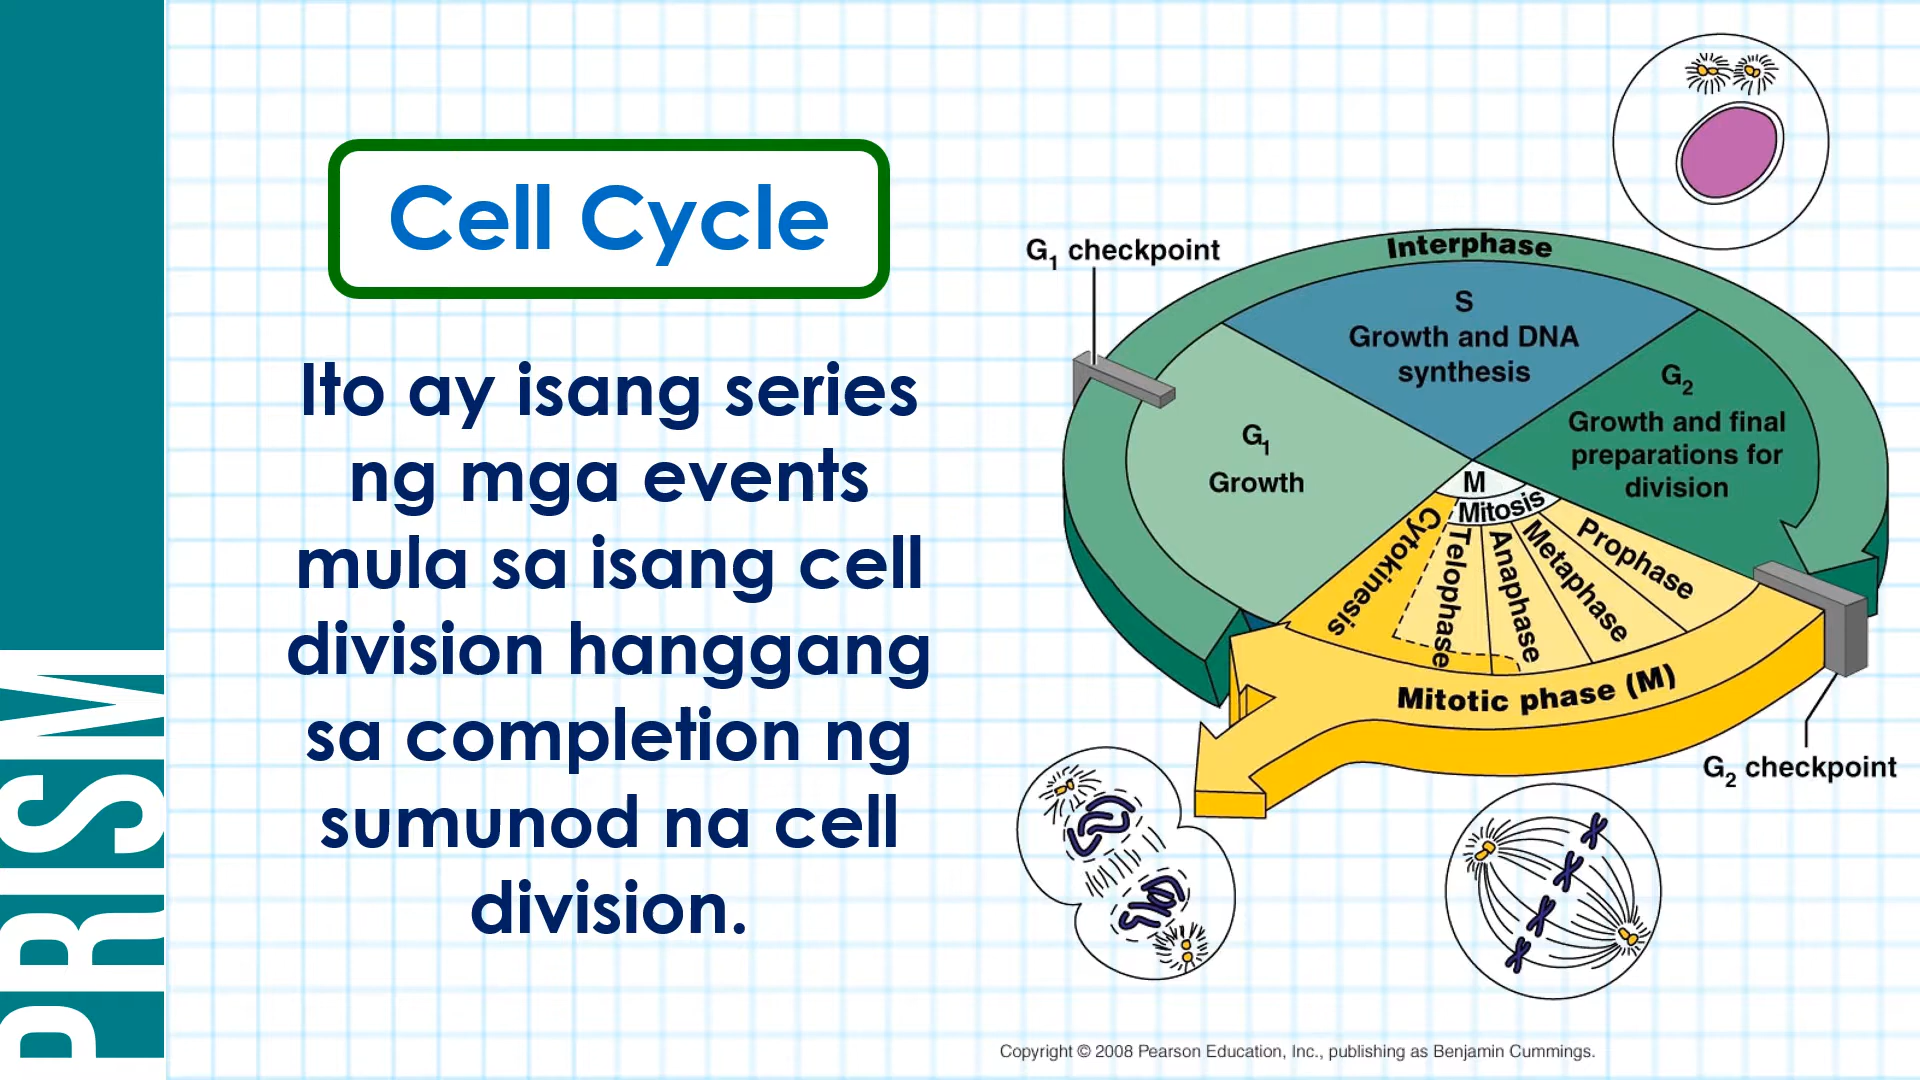 PRISM
Cell Cycle
Ito ay isang series
ng mga events
mula sa isang cell
division hanggang
sa completion ng
sumunod na cell
division.
G1 checkpoint
Interphase
S
Growth and DNA
synthesis
G2
Growth and final
preparations for
division
G1
Growth
M
Mitosis
Cytokinesis
Telophase
Anaphase
Metaphase
Prophase
Mitotic phase (M)
G2 checkpoint
Copyright © 2008 Pearson Education, Inc., publishing as Benjamin Cummings.